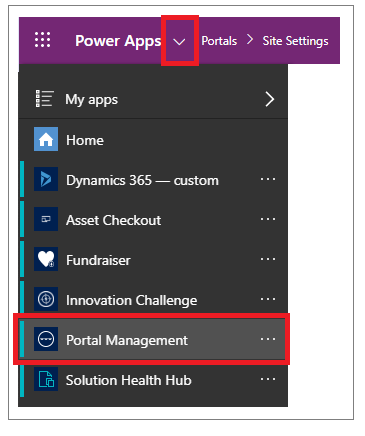 Power Apps Portals > Site Settings
My apps
Home
Dynamics 365 — custom
Asset Checkout
Fundraiser
Innovation Challenge
Portal Management
Solution Health Hub